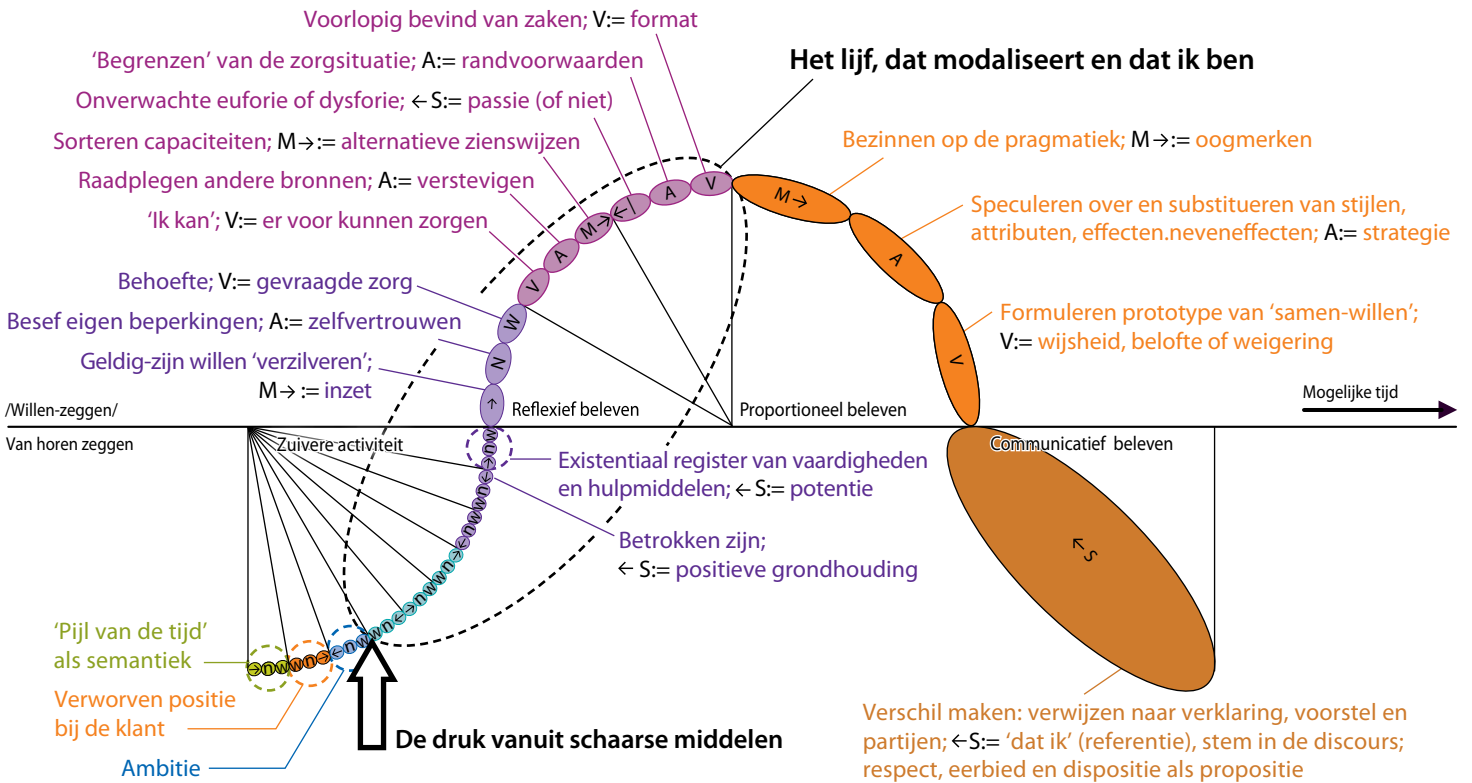 Voorlopig bevind van zaken; V:= format
Het lijf, dat modaliseert en dat ik ben
'Begrenzen' van de zorgsituatie; A:= randvoorwaarden
Onverwachte euforie of dysforie; ←S:= passie (of niet)
Sorteren capaciteiten; M→:= alternatieve zienswijzen
Raadplegen andere bronnen; A:= verstevigen
'Ik kan'; V:= er voor kunnen zorgen
Behoefte; V:= gevraagde zorg
Besef eigen beperkingen; A:= zelfvertrouwen
Geldig-zijn willen 'verzilveren';
M→ := inzet
Bezinnen op de pragmatiek; M→:= oogmerken
Speculeren over en substitueren van stijlen,
attributen, effecten.neveneffecten; A:= strategie
Formuleren prototype van 'samen-willen';
V:= wijsheid, belofte of weigering
→
N
W
V
A
M→
←|
A
V
M→
A
V
/Willen-zeggen/
Reflexief beleven
Proportioneel beleven
Mogelijke tijd
Van horen zeggen
Zuivere activiteit
Communicatief beleven
Existentiaal register van vaardigheden
en hulpmiddelen; ←S:= potentie
Betrokken zijn;
← S:= positieve grondhouding
←S
→nwwn→←nwwn←→nwwn→←nwwn←→nw
'Pijl van de tijd'
als semantiek
Verworven positie
bij de klant
Ambitie
De druk vanuit schaarse middelen
Verschil maken: verwijzen naar verklaring, voorstel en
partijen; ←S:= 'dat ik' (referentie), stem in de discours;
respect, eerbied en dispositie als propositie